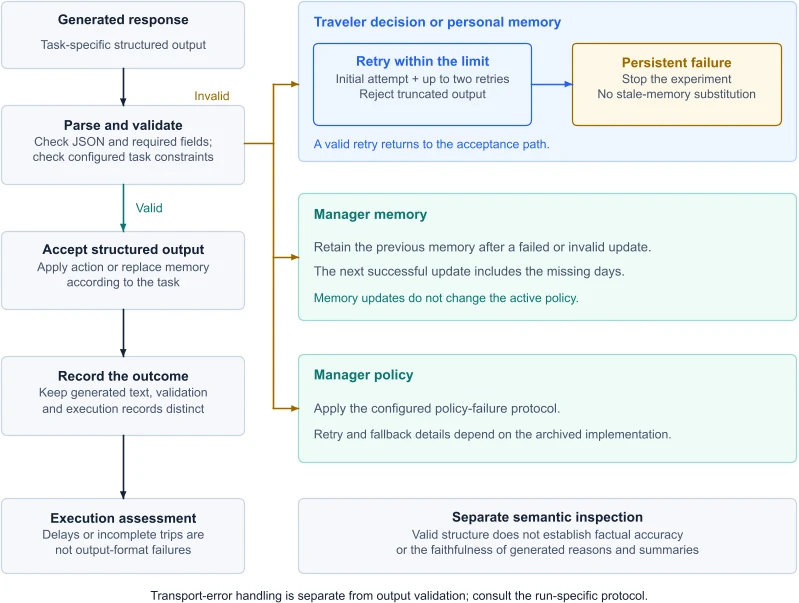 Generated response
Task-specific structured output
Invalid
Parse and validate
Check JSON and required fields;
check configured task constraints
Valid
Accept structured output
Apply action or replace memory
according to the task
Record the outcome
Keep generated text, validation
and execution records distinct
Execution assessment
Delays or incomplete trips are
not output-format failures
Traveler decision or personal memory
Retry within the limit
Initial attempt + up to two retries
Reject truncated output
Persistent failure
Stop the experiment
No stale-memory substitution
A valid retry returns to the acceptance path.
Manager memory
Retain the previous memory after a failed or invalid update.
The next successful update includes the missing days.
Memory updates do not change the active policy.
Manager policy
Apply the configured policy-failure protocol.
Retry and fallback details depend on the archived implementation.
Separate semantic inspection
Valid structure does not establish factual accuracy
or the faithfulness of generated reasons and summaries
Transport-error handling is separate from output validation; consult the run-specific protocol.